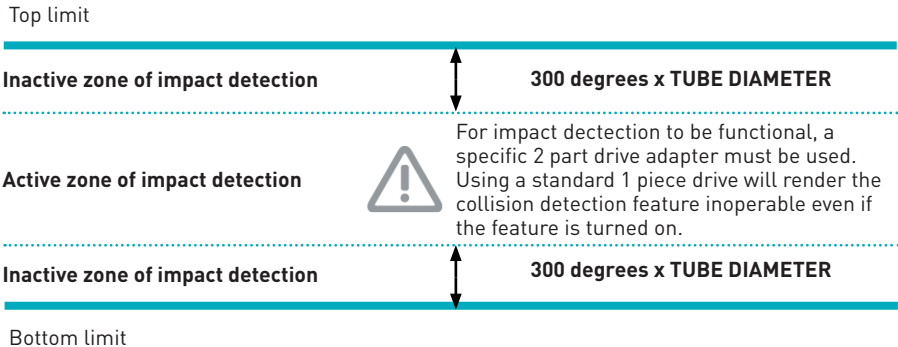 Top limit
Inactive zone of impact detection
300 degrees x TUBE DIAMETER
Active zone of impact detection
For impact dectection to be functional, a
specific 2 part drive adapter must be used.
Using a standard 1 piece drive will render the
collision detection feature inoperable even if
the feature is turned on.
Inactive zone of impact detection
300 degrees x TUBE DIAMETER
Bottom limit